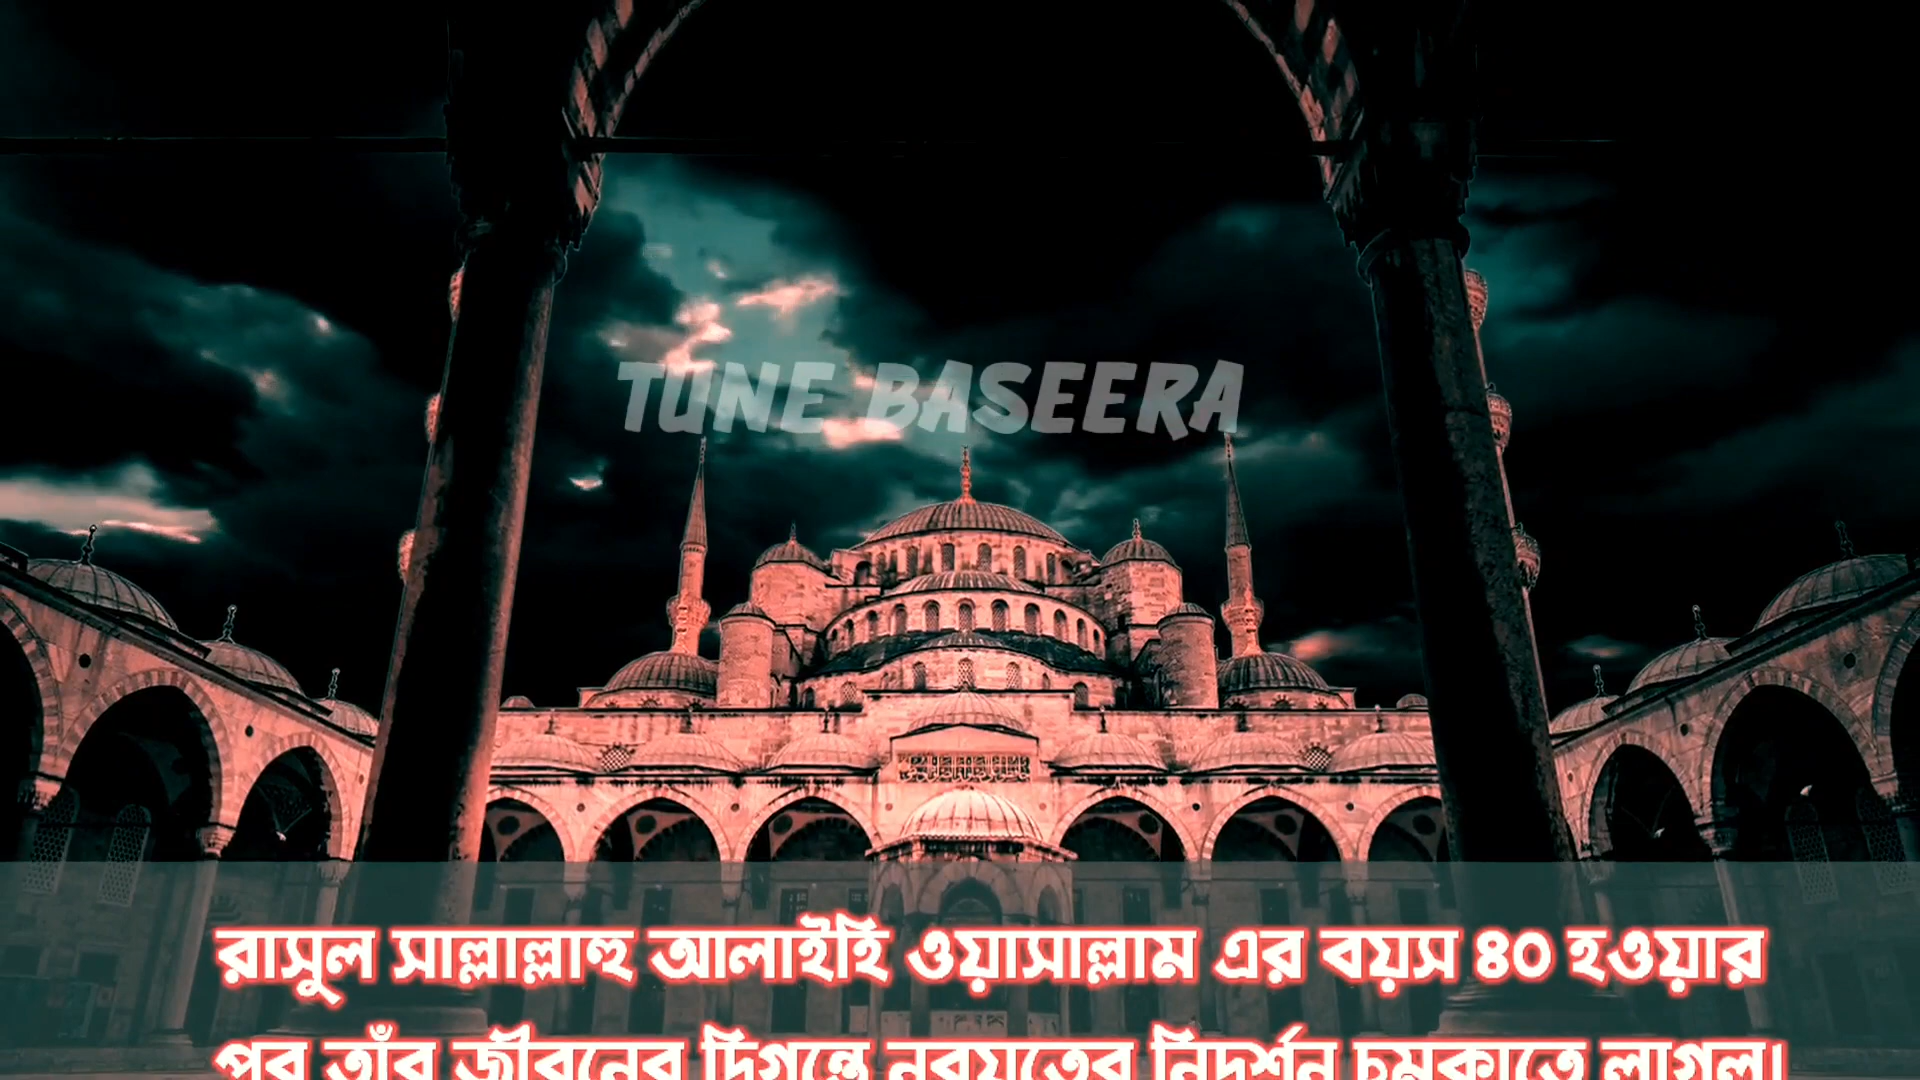 TUNE BASEERA
রাসুল সাল্লাল্লাহু আলাইহি ওয়াসাল্লাম এর বয়স ৪০ হওয়ার
পর তাঁর জীবনের দিগন্তে নবুয়তের নিদর্শন চমকাতে লাগল।